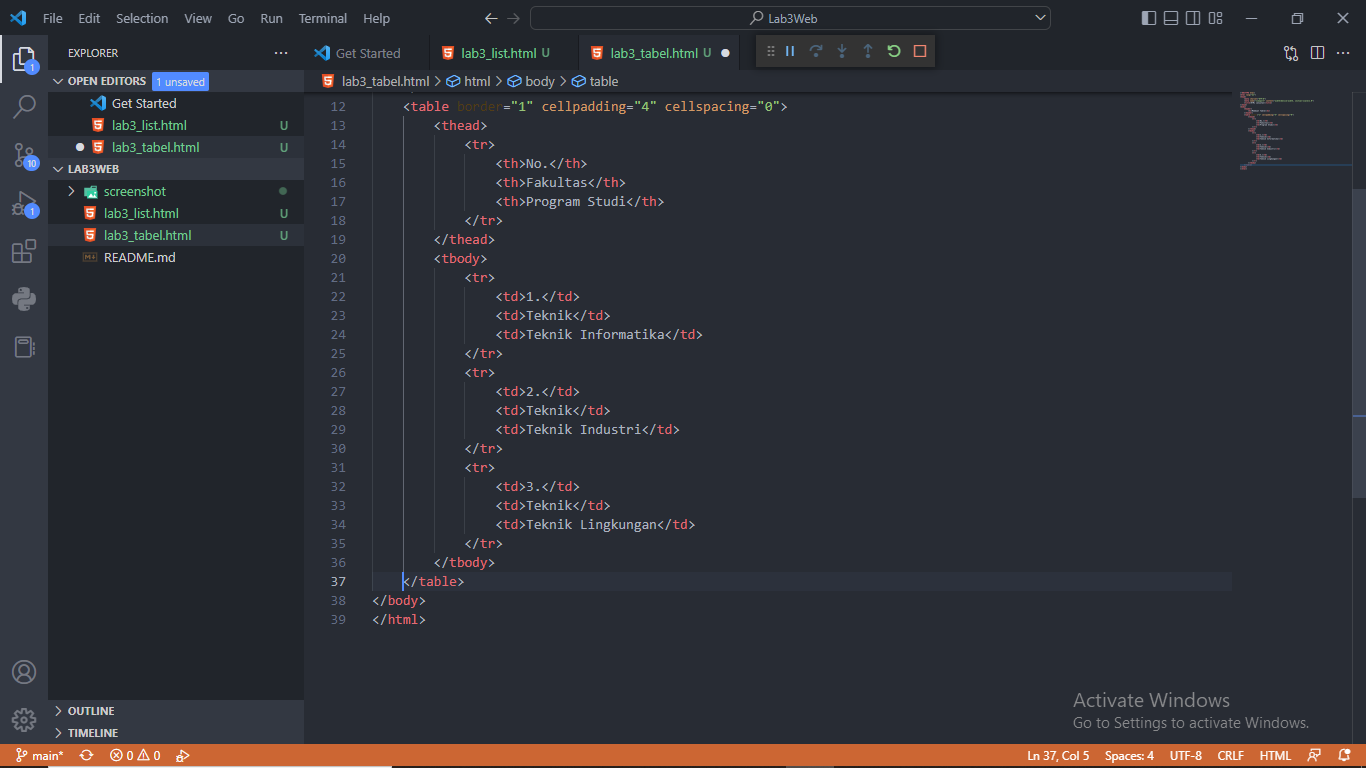 File Edit Selection View Go Run Terminal Help
Lab3Web
EXPLORER
OPEN EDITORS 1 unsaved
Get Started
lab3_list.html U
lab3_tabel.html U
LAB3WEB
screenshot
lab3_list.html U
lab3_tabel.html U
README.md
OUTLINE
TIMELINE
1
10
1
Get Started lab3_list.html U lab3_tabel.html U
lab3_tabel.html > html > body > table
12 <table border="1" cellpadding="4" cellspacing="0">
13 <thead>
14 <tr>
15 <th>No.</th>
16 <th>Fakultas</th>
17 <th>Program Studi</th>
18 </tr>
19 </thead>
20 <tbody>
21 <tr>
22 <td>1.</td>
23 <td>Teknik</td>
24 <td>Teknik Informatika</td>
25 </tr>
26 <tr>
27 <td>2.</td>
28 <td>Teknik</td>
29 <td>Teknik Industri</td>
30 </tr>
31 <tr>
32 <td>3.</td>
33 <td>Teknik</td>
34 <td>Teknik Lingkungan</td>
35 </tr>
36 </tbody>
37 </table>
38 </body>
39 </html>
Activate Windows
Go to Settings to activate Windows.
main* 0 0 Ln 37, Col 5 Spaces: 4 UTF-8 CRLF HTML